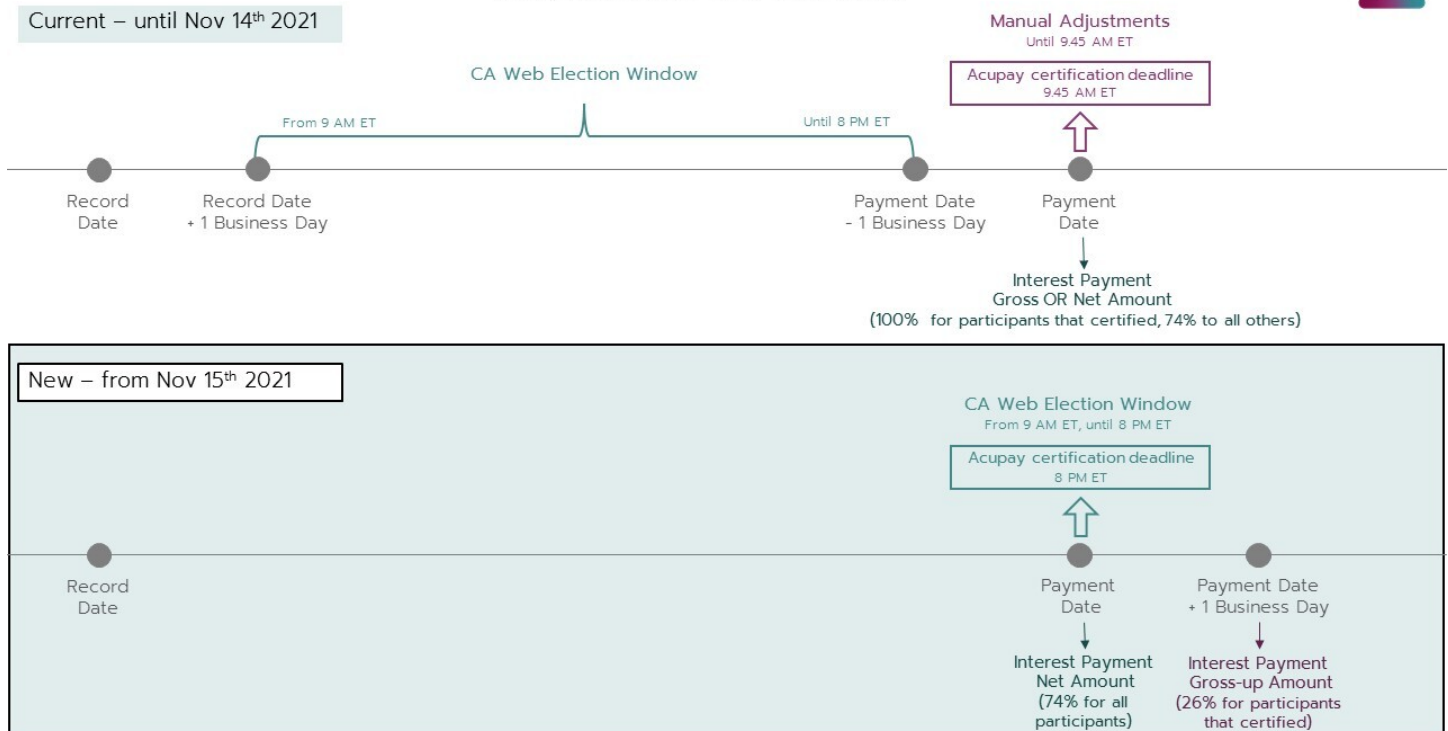 Current – until Nov 14th 2021
Manual Adjustments
Until 9.45 AM ET
CA Web Election Window
Acupay certification deadline
9.45 AM ET
From 9 AM ET
Until 8 PM ET
Record
Date
Record Date
+ 1 Business Day
Payment Date
- 1 Business Day
Payment
Date
Interest Payment
Gross OR Net Amount
(100% for participants that certified, 74% to all others)
New – from Nov 15th 2021
CA Web Election Window
From 9 AM ET, until 8 PM ET
Acupay certification deadline
8 PM ET
Record
Date
Payment
Date
Payment Date
+ 1 Business Day
Interest Payment
Net Amount
(74% for all
participants)
Interest Payment
Gross-up Amount
(26% for participants
that certified)